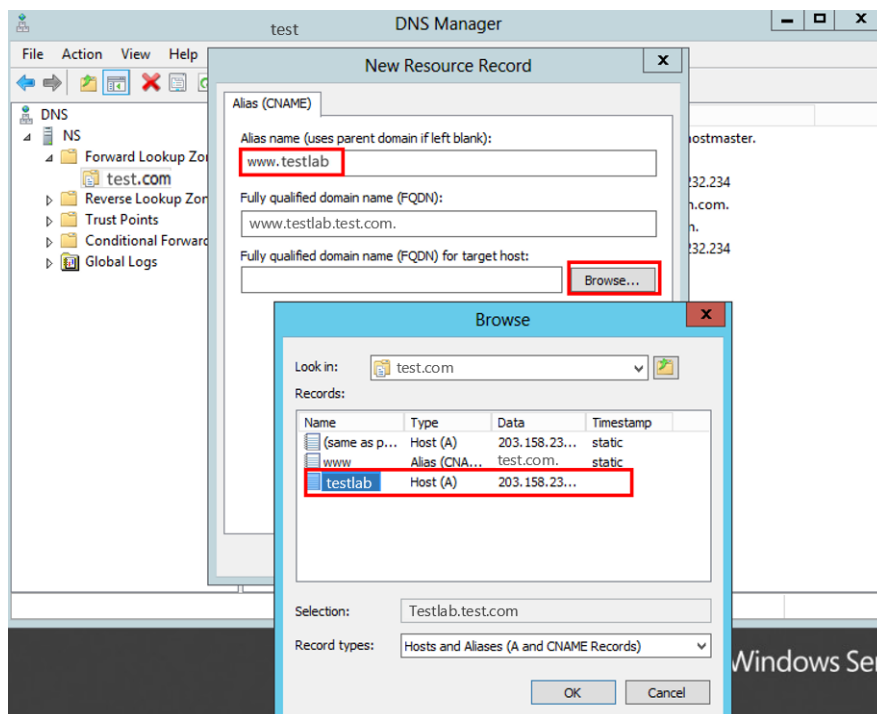 test DNS Manager
File Action View Help
New Resource Record
DNS
NS
Forward Lookup Zo
test.com
Reverse Lookup Zor
Trust Points
Conditional Forward
Global Logs
Alias (CNAME)
Alias name (uses parent domain if left blank):
www.testlab
Fully qualified domain name (FQDN):
www.testlab.test.com.
Fully qualified domain name (FQDN) for target host:
Browse...
ostmaster.
232.234
n.com.
n.
232.234
Browse
Look in: test.com
Records:
Name Type Data Timestamp
(same as p... Host (A) 203.158.23... static
www Alias (CNA... test.com. static
testlab Host (A) 203.158.23...
Selection: Testlab.test.com
Record types: Hosts and Aliases (A and CNAME Records)
OK Cancel
Windows Se